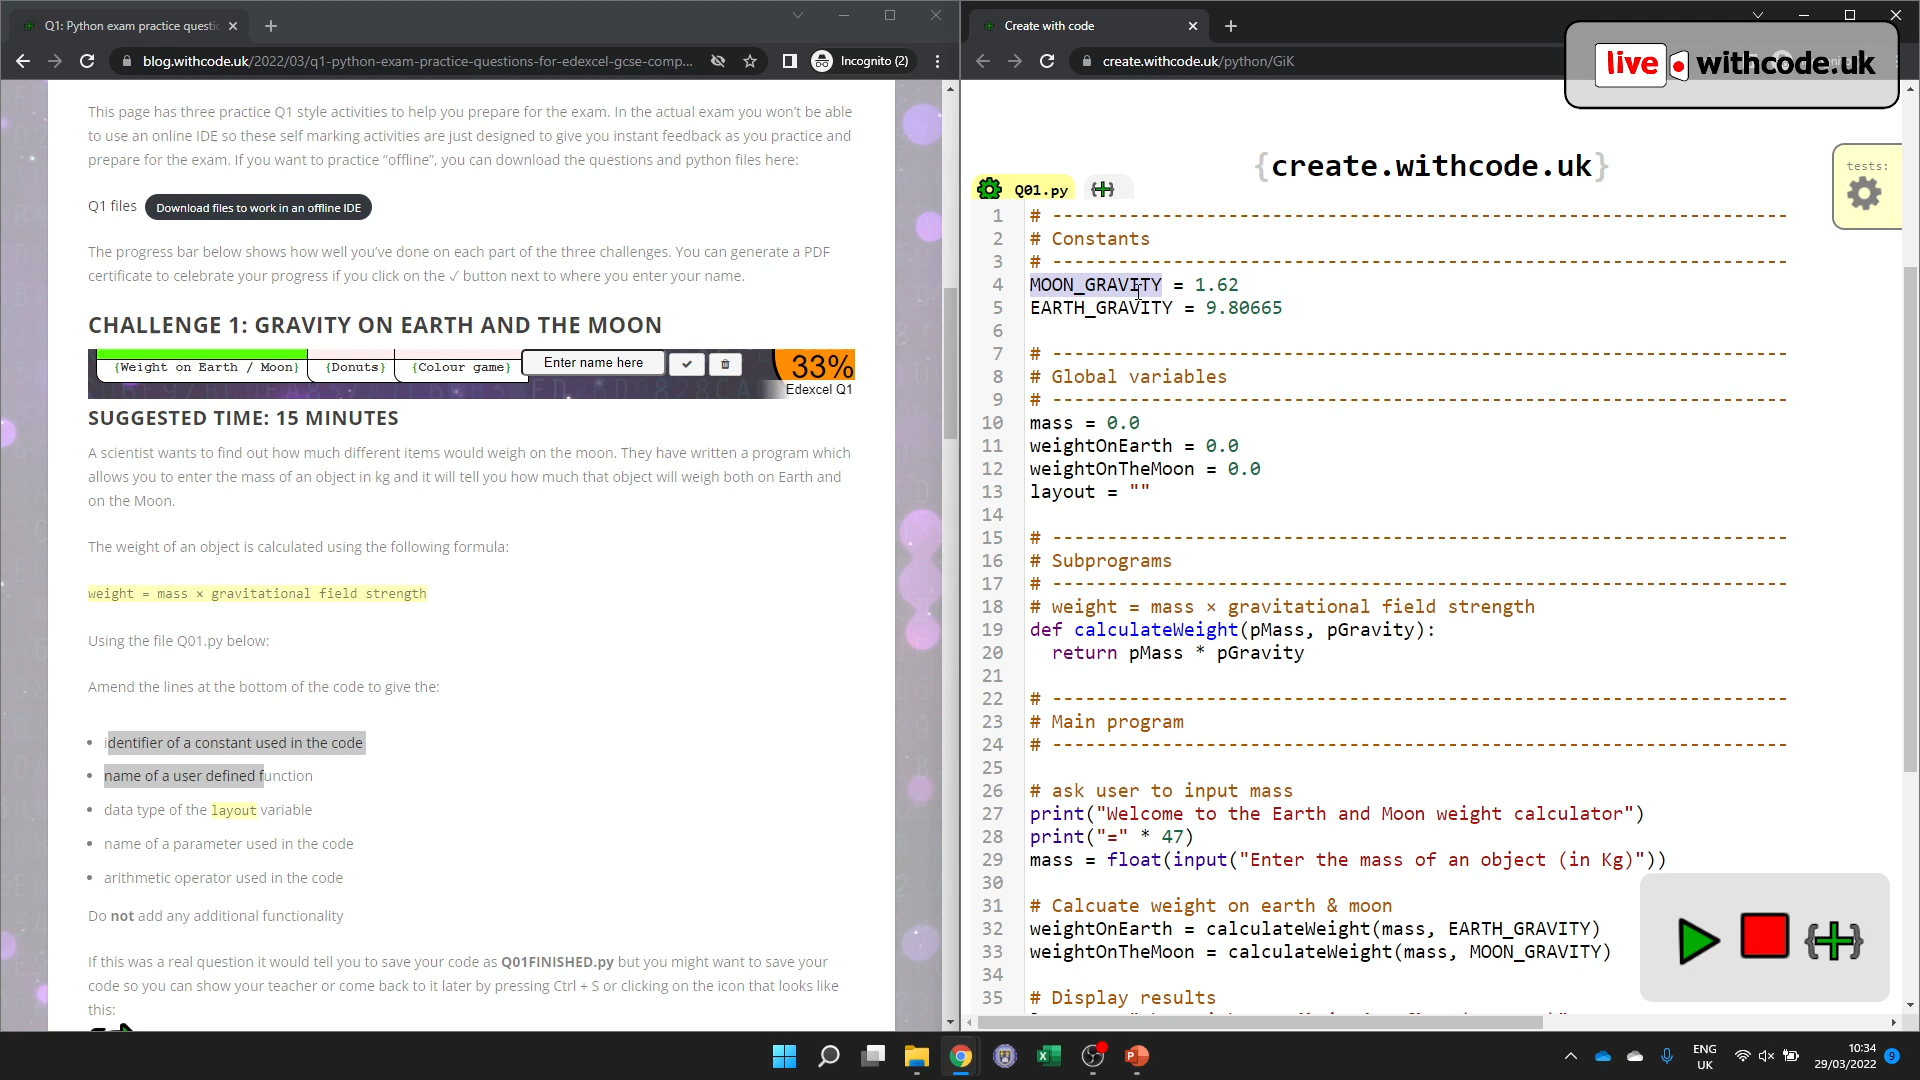 Q1: Python exam practice questi
blog.withcode.uk/2022/03/q1-python-exam-practice-questions-for-edexcel-gcse-comp...
Incognito (2)
This page has three practice Q1 style activities to help you prepare for the exam. In the actual exam you won't be able
to use an online IDE so these self marking activities are just designed to give you instant feedback as you practice and
prepare for the exam. If you want to practice “offline”, you can download the questions and python files here:
Q1 files Download files to work in an offline IDE
The progress bar below shows how well you've done on each part of the three challenges. You can generate a PDF
certificate to celebrate your progress if you click on the ✓ button next to where you enter your name.
CHALLENGE 1: GRAVITY ON EARTH AND THE MOON
{Weight on Earth / Moon} {Donuts} {Colour game} Enter name here 33%
Edexcel Q1
SUGGESTED TIME: 15 MINUTES
A scientist wants to find out how much different items would weigh on the moon. They have written a program which
allows you to enter the mass of an object in kg and it will tell you how much that object will weigh both on Earth and
on the Moon.
The weight of an object is calculated using the following formula:
weight = mass × gravitational field strength
Using the file Q01.py below:
Amend the lines at the bottom of the code to give the:
• identifier of a constant used in the code
• name of a user defined function
• data type of the layout variable
• name of a parameter used in the code
• arithmetic operator used in the code
Do not add any additional functionality
If this was a real question it would tell you to save your code as Q01FINISHED.py but you might want to save your
code so you can show your teacher or come back to it later by pressing Ctrl + S or clicking on the icon that looks like
this:
Create with code
create.withcode.uk/python/GiK
live withcode.uk
{create.withcode.uk}
tests:
Q01.py {+}
1 # -------------------------------------------------------------------
2 # Constants
3 # -------------------------------------------------------------------
4 MOON_GRAVITY = 1.62
5 EARTH_GRAVITY = 9.80665
6
7 # -------------------------------------------------------------------
8 # Global variables
9 # -------------------------------------------------------------------
10 mass = 0.0
11 weightOnEarth = 0.0
12 weightOnTheMoon = 0.0
13 layout = ""
14
15 # -------------------------------------------------------------------
16 # Subprograms
17 # -------------------------------------------------------------------
18 # weight = mass × gravitational field strength
19 def calculateWeight(pMass, pGravity):
20   return pMass * pGravity
21
22 # -------------------------------------------------------------------
23 # Main program
24 # -------------------------------------------------------------------
25
26 # ask user to input mass
27 print("Welcome to the Earth and Moon weight calculator")
28 print("=" * 47)
29 mass = float(input("Enter the mass of an object (in Kg)"))
30
31 # Calcuate weight on earth & moon
32 weightOnEarth = calculateWeight(mass, EARTH_GRAVITY)
33 weightOnTheMoon = calculateWeight(mass, MOON_GRAVITY)
34
35 # Display results
{+}
ENG
UK
10:34
29/03/2022
9